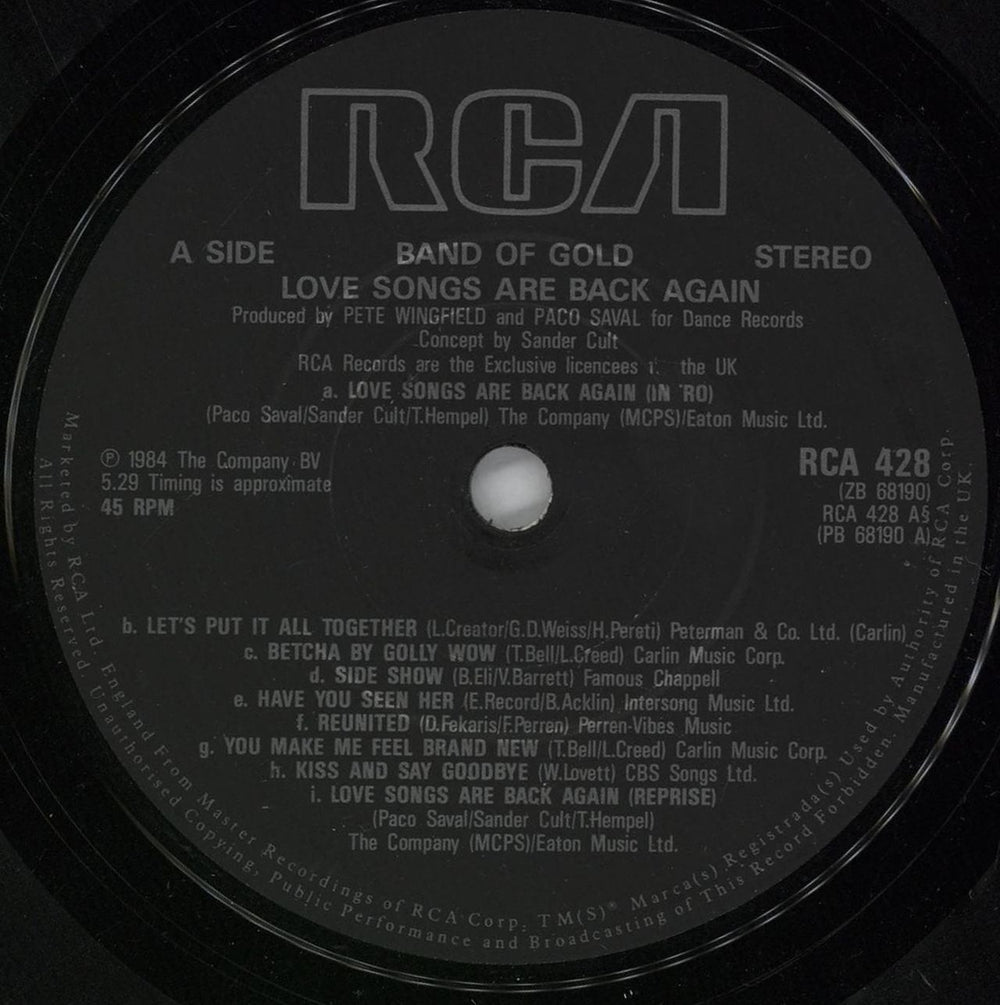 RCA
A SIDE BAND OF GOLD STEREO
LOVE SONGS ARE BACK AGAIN
Produced by PETE WINGFIELD and PACO SAVAL for Dance Records
Concept by Sander Cult
RCA Records are the Exclusive licencees the UK
a. LOVE SONGS ARE BACK AGAIN (IN TRO)
(Paco Saval/Sander Cult/T.Hempel) The Company (MCPS)/Eaton Music Ltd.
℗ 1984 The Company BV
5.29 Timing is approximate
45 RPM
RCA 428
(ZB 68190)
RCA 428 A§
(PB 68190 A)
b. LET'S PUT IT ALL TOGETHER (L.Creator/G.D.Weiss/H.Pereti) Peterman & Co. Ltd. (Carlin)
c. BETCHA BY GOLLY WOW (T.Bell/L.Creed) Carlin Music Corp.
d. SIDE SHOW (B.Eli/V.Barrett) Famous Chappell
e. HAVE YOU SEEN HER (E.Record/B.Acklin) Intersong Music Ltd.
f. REUNITED (D.Fekaris/F.Perren) Perren-Vibes Music
g. YOU MAKE ME FEEL BRAND NEW (T.Bell/L.Creed) Carlin Music Corp.
h. KISS AND SAY GOODBYE (W.Lovett) CBS Songs Ltd.
i. LOVE SONGS ARE BACK AGAIN (REPRISE)
(Paco Saval/Sander Cult/T.Hempel)
The Company (MCPS)/Eaton Music Ltd.
Marketed by RCA Ltd. England From Master Recordings of RCA Corp. TM(S)® Marca(s) Registrada(s) Used by Authority of RCA Corp.
All Rights Reserved. Unauthorised Copying, Public Performance and Broadcasting of This Record Forbidden. Manufactured in the UK.